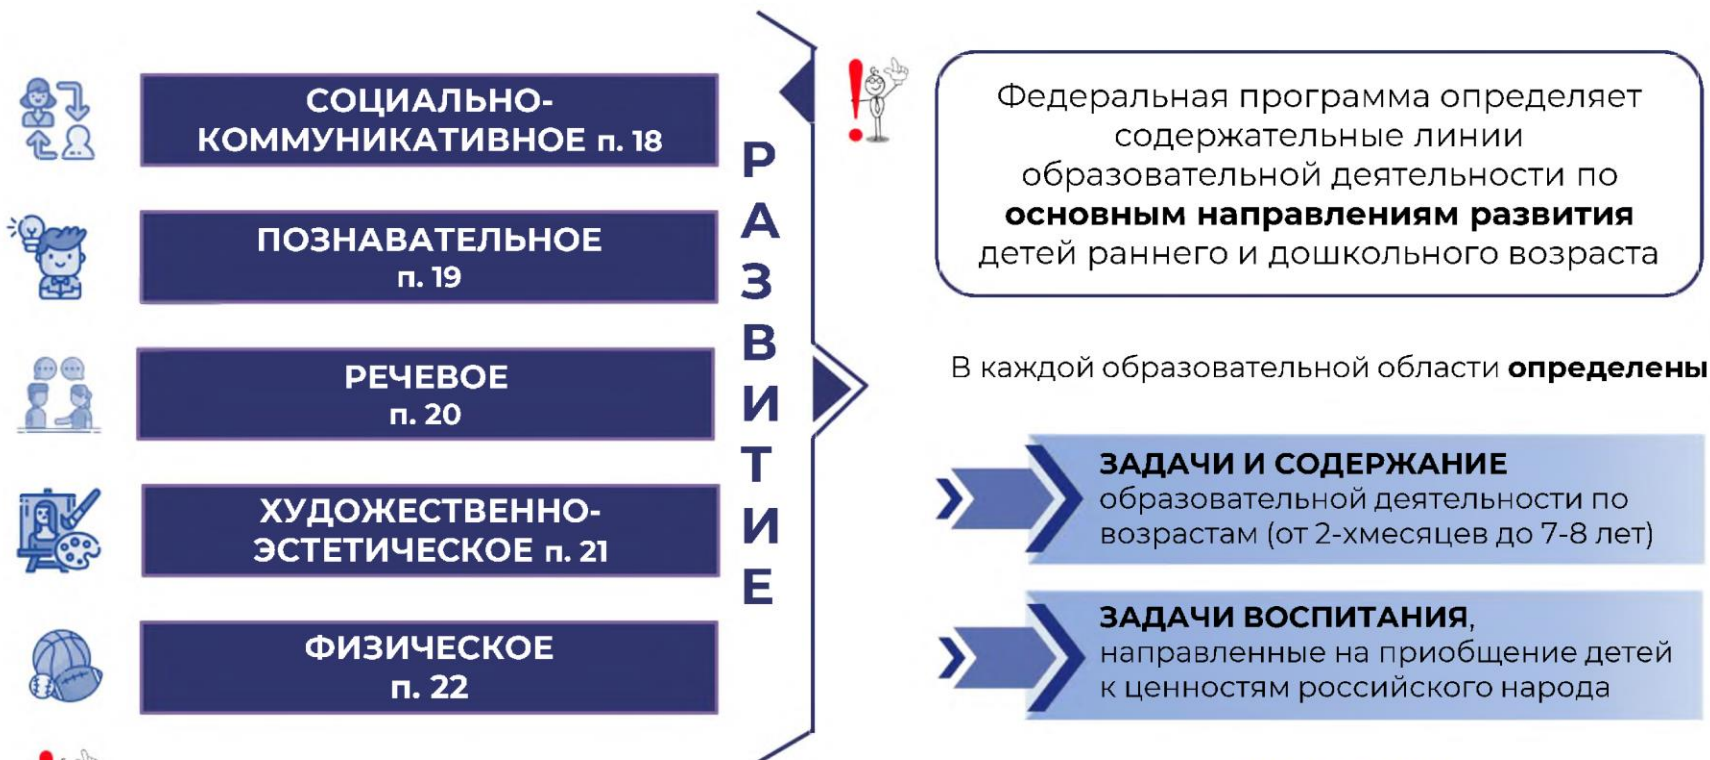 СОЦИАЛЬНО-
КОММУНИКАТИВНОЕ п. 18
ПОЗНАВАТЕЛЬНОЕ
п. 19
РЕЧЕВОЕ
п. 20
ХУДОЖЕСТВЕННО-
ЭСТЕТИЧЕСКОЕ п. 21
ФИЗИЧЕСКОЕ
п. 22
РАЗВИТИЕ
Федеральная программа определяет
содержательные линии
образовательной деятельности по
основным направлениям развития
детей раннего и дошкольного возраста
В каждой образовательной области определены
ЗАДАЧИ И СОДЕРЖАНИЕ
образовательной деятельности по
возрастам (от 2-хмесяцев до 7-8 лет)
ЗАДАЧИ ВОСПИТАНИЯ,
направленные на приобщение детей
к ценностям российского народа